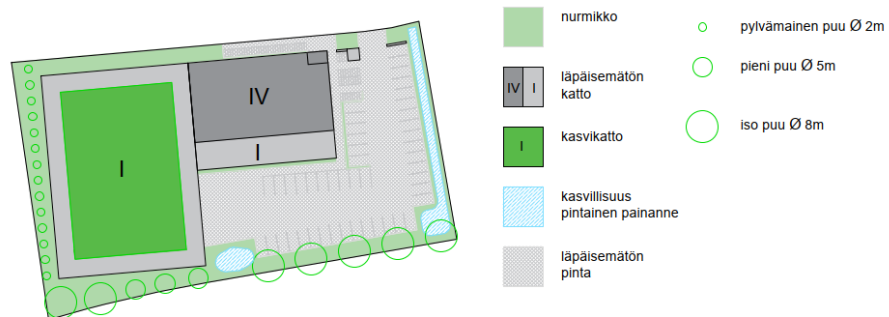 I
IV
I
nurmikko
IV I
läpäisemätön
katto
I
kasvikatto
kasvillisuus
pintainen painanne
läpäisemätön
pinta
pylvämainen puu Ø 2m
pieni puu Ø 5m
iso puu Ø 8m